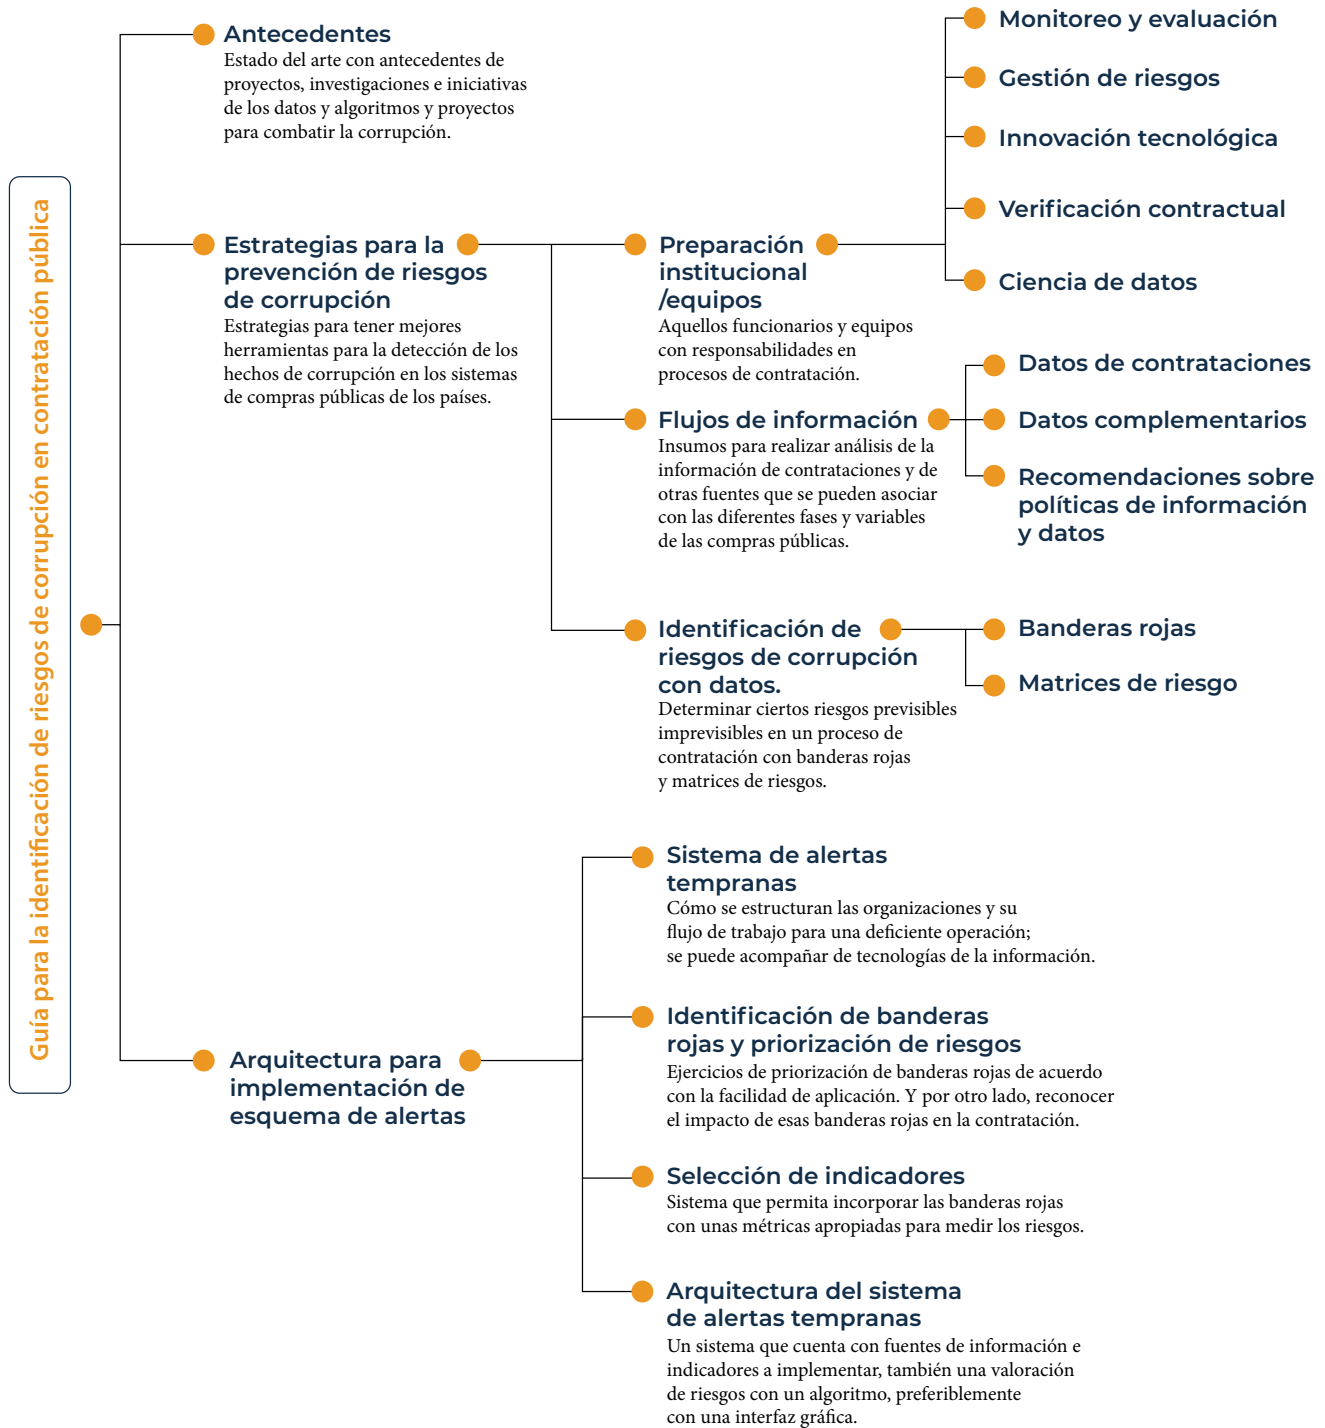 Guía para la identificación de riesgos de corrupción en contratación pública
Antecedentes
Estado del arte con antecedentes de
proyectos, investigaciones e iniciativas
de los datos y algoritmos y proyectos
para combatir la corrupción.
Estrategias para la
prevención de riesgos
de corrupción
Estrategias para tener mejores
herramientas para la detección de los
hechos de corrupción en los sistemas
de compras públicas de los países.
Preparación
institucional
/equipos
Aquellos funcionarios y equipos
con responsabilidades en
procesos de contratación.
Monitoreo y evaluación
Gestión de riesgos
Innovación tecnológica
Verificación contractual
Ciencia de datos
Flujos de información
Insumos para realizar análisis de la
información de contrataciones y de
otras fuentes que se pueden asociar
con las diferentes fases y variables
de las compras públicas.
Datos de contrataciones
Datos complementarios
Recomendaciones sobre
políticas de información
y datos
Identificación de
riesgos de corrupción
con datos.
Determinar ciertos riesgos previsibles
imprevisibles en un proceso de
contratación con banderas rojas
y matrices de riesgos.
Banderas rojas
Matrices de riesgo
Arquitectura para
implementación de
esquema de alertas
Sistema de alertas
tempranas
Cómo se estructuran las organizaciones y su
flujo de trabajo para una deficiente operación;
se puede acompañar de tecnologías de la información.
Identificación de banderas
rojas y priorización de riesgos
Ejercicios de priorización de banderas rojas de acuerdo
con la facilidad de aplicación. Y por otro lado, reconocer
el impacto de esas banderas rojas en la contratación.
Selección de indicadores
Sistema que permita incorporar las banderas rojas
con unas métricas apropiadas para medir los riesgos.
Arquitectura del sistema
de alertas tempranas
Un sistema que cuenta con fuentes de información e
indicadores a implementar, también una valoración
de riesgos con un algoritmo, preferiblemente
con una interfaz gráfica.